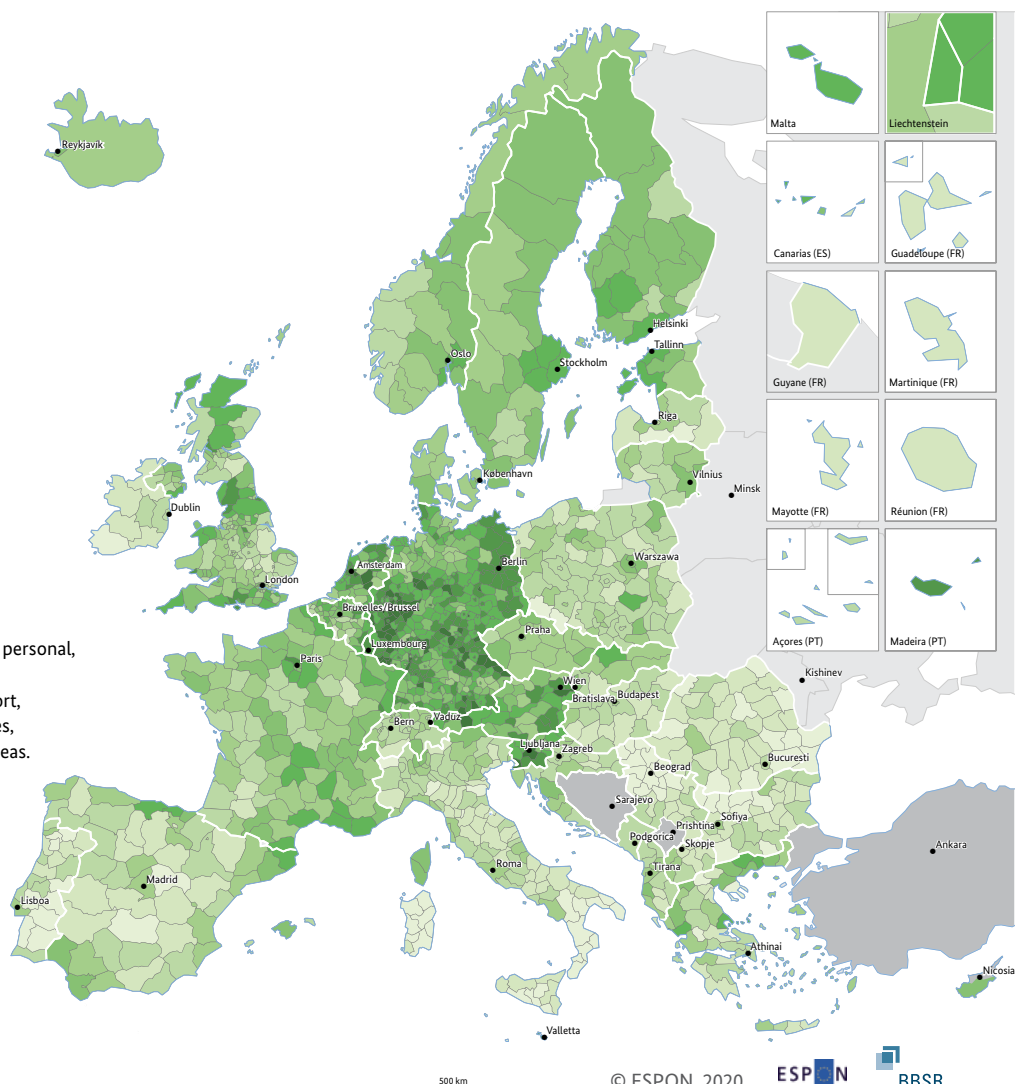 Malta
Liechtenstein
Reykjavík
Canarias (ES)
Guadeloupe (FR)
Helsinki
Tallinn
Oslo
Stockholm
Guyane (FR)
Martinique (FR)
Riga
København
Vilnius
Minsk
Dublin
Mayotte (FR)
Réunion (FR)
Amsterdam
Berlin
Warszawa
London
Bruxelles/Brussel
Praha
Açores (PT)
Madeira (PT)
personal,
Luxembourg
Paris
Kishinev
Wien
Bratislava
Budapest
rt,
Bern
Vaduz
es,
Ljubljana
Zagreb
eas.
Beograd
Bucuresti
Sarajevo
Prishtina
Sofiya
Podgorica
Skopje
Ankara
Roma
Tirana
Madrid
Lisboa
Athinai
Nicosia
Valletta
500 km
© ESPON, 2020
ESPON
BBSR